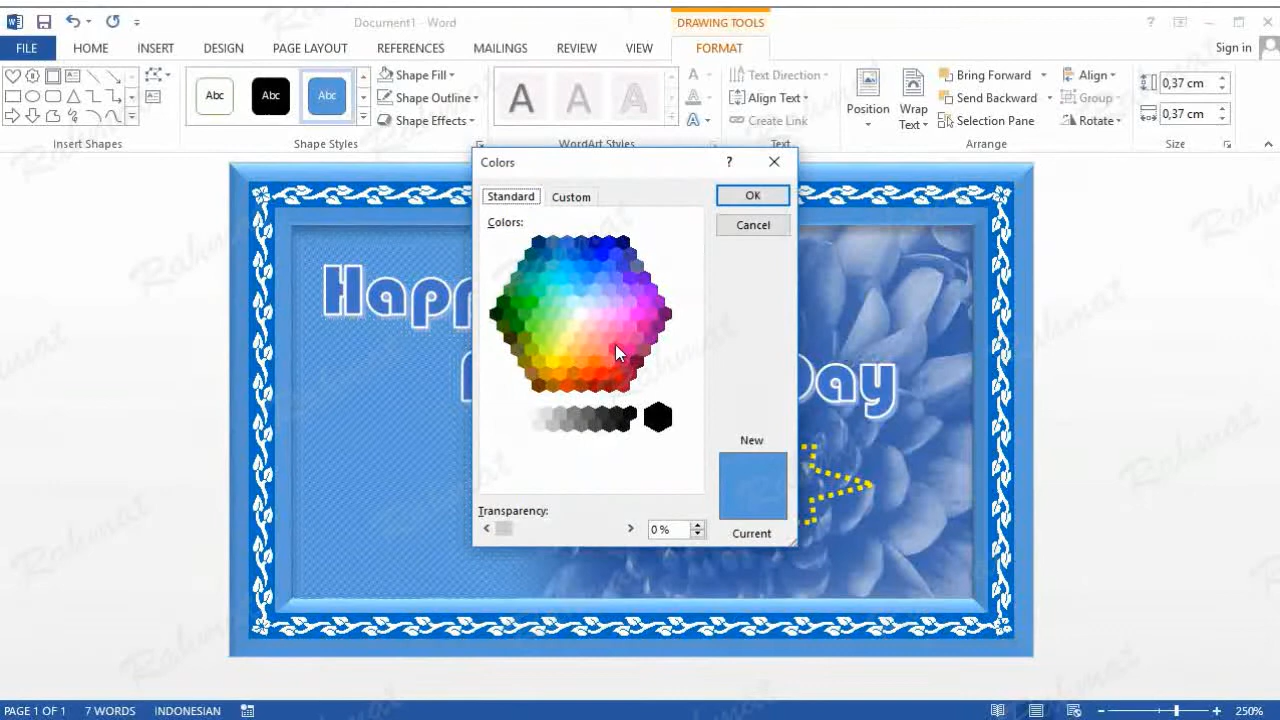 Document1 - Word
DRAWING TOOLS
FILE HOME INSERT DESIGN PAGE LAYOUT REFERENCES MAILINGS REVIEW VIEW FORMAT Sign in
Abc Abc Abc
Shape Fill
Shape Outline
Shape Effects
A A A
Text Direction
Align Text
Create Link
Position
Wrap
Text
Bring Forward
Send Backward
Selection Pane
Align
Group
Rotate
0,37 cm
0,37 cm
Insert Shapes Shape Styles WordArt Styles Text Arrange Size
Colors
Standard Custom
OK
Cancel
Colors:
New
Current
Transparency:
0 %
Day
Rahmat
PAGE 1 OF 1 7 WORDS INDONESIAN 250%